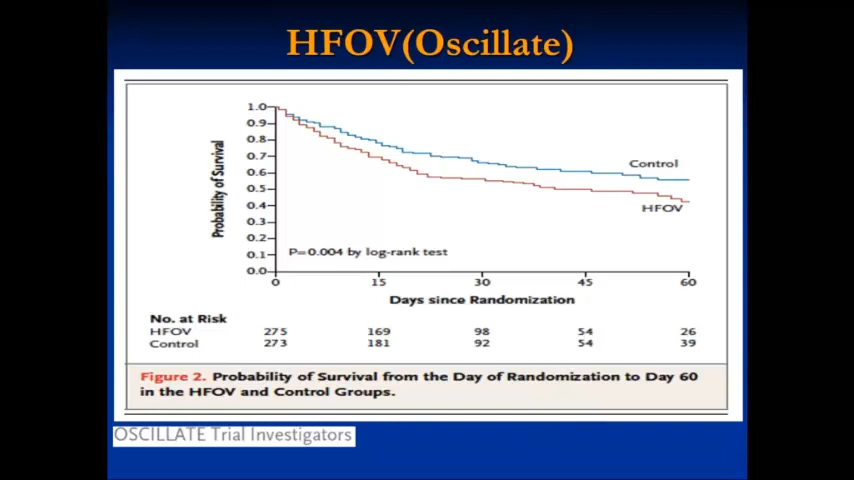 HFOV(Oscillate)
1.0
0.9
0.8
0.7
0.6
0.5
0.4
0.3
0.2
0.1
0.0
Probability of Survival
Control
HFOV
P=0.004 by log-rank test
0 15 30 45 60
Days since Randomization
No. at Risk
HFOV 275 169 98 54 26
Control 273 181 92 54 39
Figure 2. Probability of Survival from the Day of Randomization to Day 60
in the HFOV and Control Groups.
OSCILLATE Trial Investigators